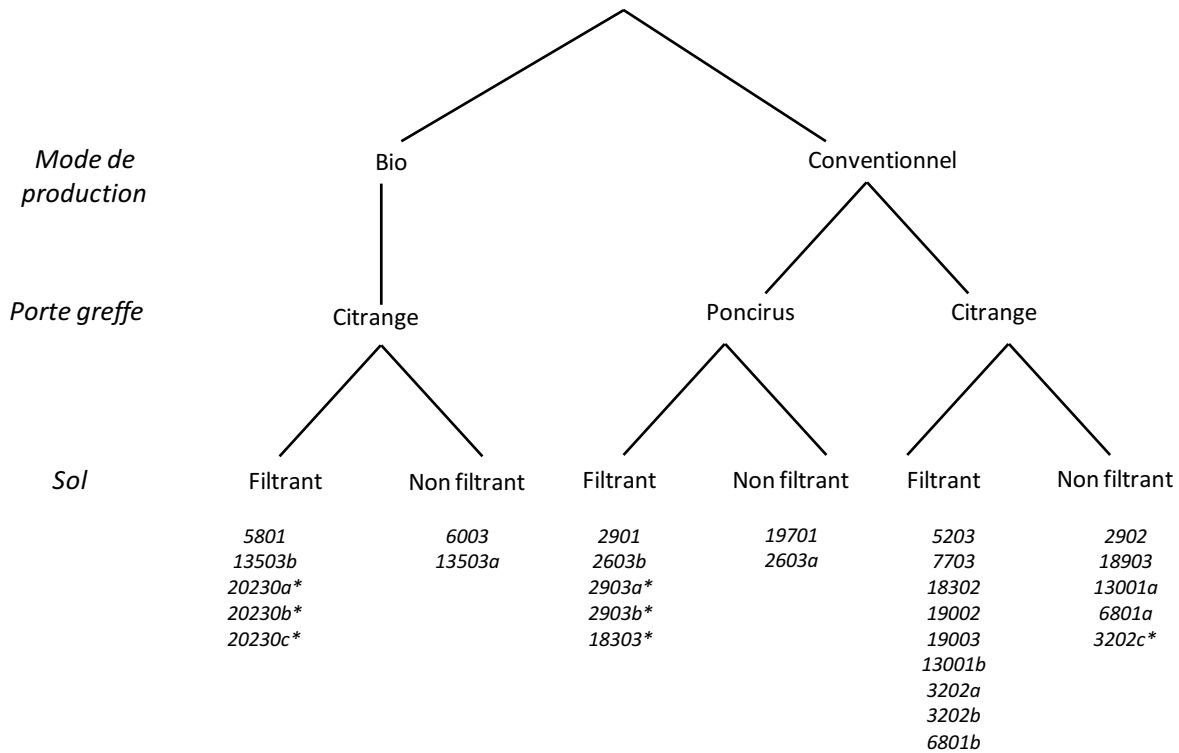 Mode de
production
Bio
Conventionnel
Porte greffe
Citrange
Poncirus
Citrange
Sol
Filtrant
Non filtrant
Filtrant
Non filtrant
Filtrant
Non filtrant
5801
13503b
20230a*
20230b*
20230c*
6003
13503a
2901
2603b
2903a*
2903b*
18303*
19701
2603a
5203
7703
18302
19002
19003
13001b
3202a
3202b
6801b
2902
18903
13001a
6801a
3202c*